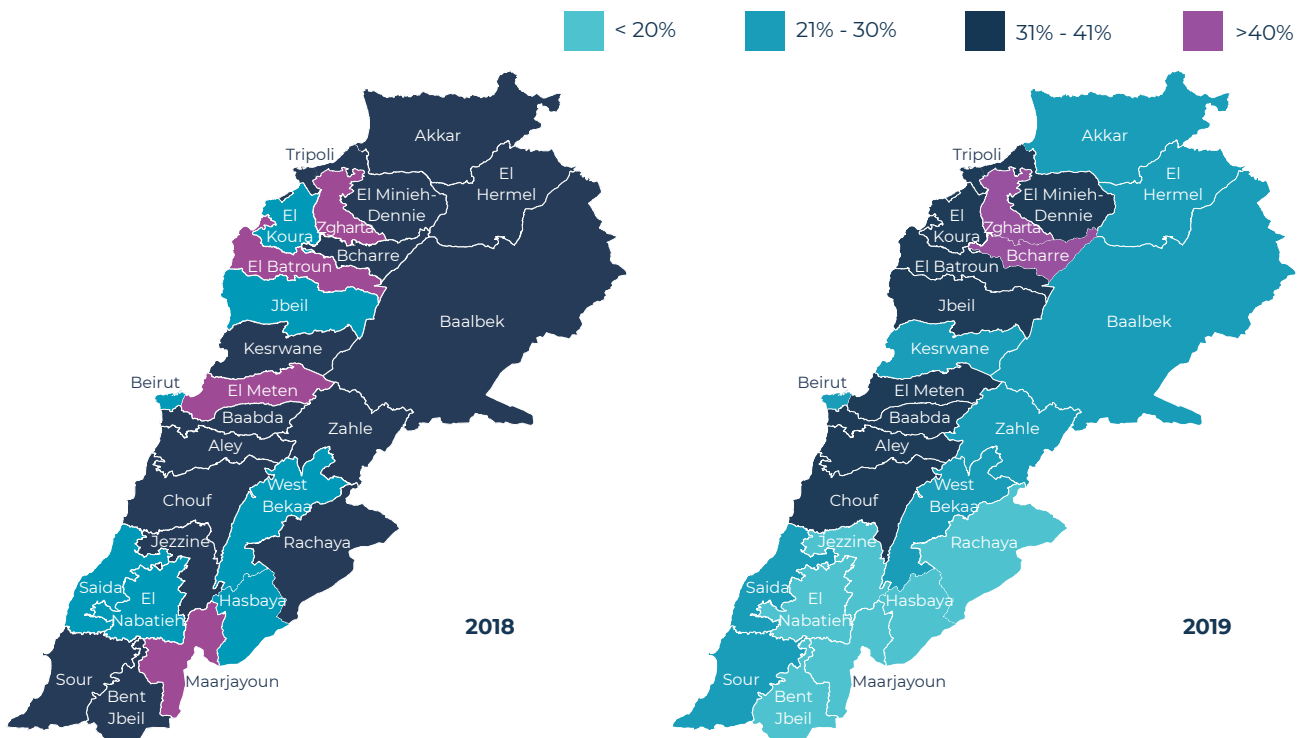 < 20%
21% - 30%
31% - 41%
>40%
Akkar
Tripoli
El
Hermel
El Minieh-
Dennie
El
Koura
Zgharta
Bcharre
El Batroun
Jbeil
Baalbek
Kesrwane
Beirut
El Meten
Baabda
Zahle
Aley
West
Bekaa
Chouf
Jezzine
Rachaya
Saida
El
Nabatieh
Hasbaya
2018
Sour
Maarjayoun
Bent
Jbeil
Akkar
Tripoli
El
Hermel
El Minieh-
Dennie
El
Koura
Zgharta
Bcharre
El Batroun
Jbeil
Baalbek
Kesrwane
Beirut
El Meten
Baabda
Zahle
Aley
West
Bekaa
Chouf
Jezzine
Rachaya
Saida
El
Nabatieh
Hasbaya
2019
Sour
Maarjayoun
Bent
Jbeil